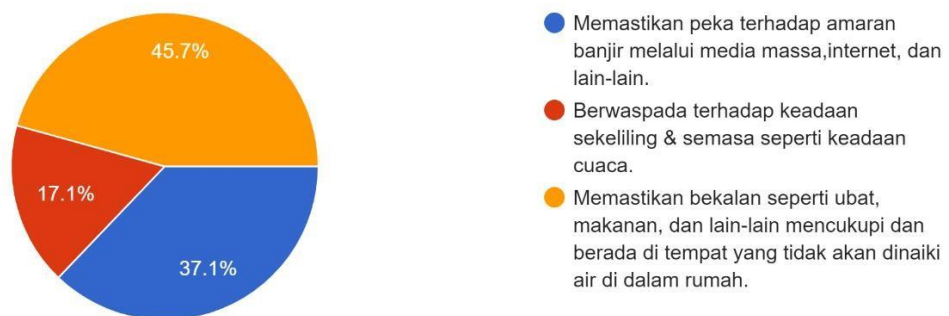 45.7%
17.1%
37.1%
Memastikan peka terhadap amaran
banjir melalui media massa,internet, dan
lain-lain.
Berwaspada terhadap keadaan
sekeliling & semasa seperti keadaan
cuaca.
Memastikan bekalan seperti ubat,
makanan, dan lain-lain mencukupi dan
berada di tempat yang tidak akan dinaiki
air di dalam rumah.